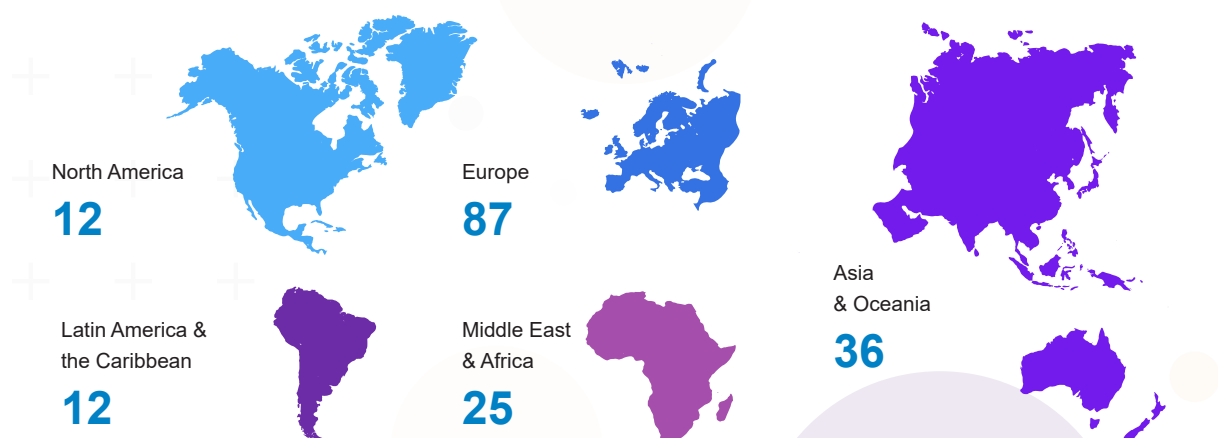 North America
12
Europe
87
Asia
& Oceania
36
Latin America &
the Caribbean
12
Middle East
& Africa
25